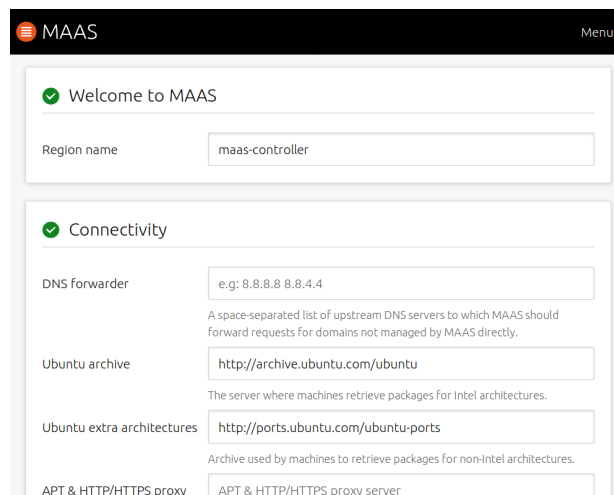 MAAS Menu
Welcome to MAAS
Region name maas-controller
Connectivity
DNS forwarder e.g: 8.8.8.8 8.8.4.4
A space-separated list of upstream DNS servers to which MAAS should
forward requests for domains not managed by MAAS directly.
Ubuntu archive http://archive.ubuntu.com/ubuntu
The server where machines retrieve packages for Intel architectures.
Ubuntu extra architectures http://ports.ubuntu.com/ubuntu-ports
Archive used by machines to retrieve packages for non-Intel architectures.
APT & HTTP/HTTPS proxy APT & HTTP/HTTPS proxy server